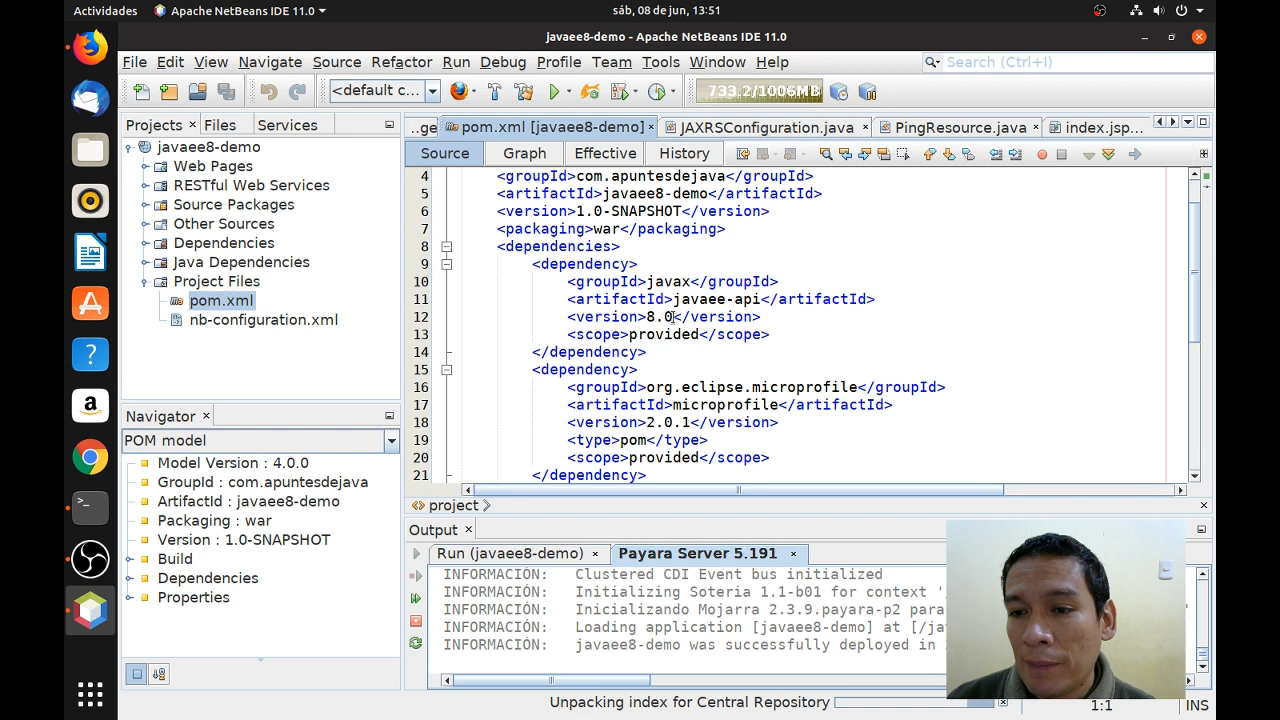 Actividades
Apache NetBeans IDE 11.0
sáb, 08 de jun, 13:51
javaee8-demo - Apache NetBeans IDE 11.0
File Edit View Navigate Source Refactor Run Debug Profile Team Tools Window Help
Search (Ctrl+I)
<default c...
733.2/1006MB
Projects Files Services
..ge pom.xml [javaee8-demo] JAXRSConfiguration.java PingResource.java index.jsp...
Source Graph Effective History
javaee8-demo
Web Pages
RESTful Web Services
Source Packages
Other Sources
Dependencies
Java Dependencies
Project Files
pom.xml
nb-configuration.xml
4 <groupId>com.apuntesdejava</groupId>
5 <artifactId>javaee8-demo</artifactId>
6 <version>1.0-SNAPSHOT</version>
7 <packaging>war</packaging>
8 <dependencies>
9 <dependency>
10 <groupId>javax</groupId>
11 <artifactId>javaee-api</artifactId>
12 <version>8.0</version>
13 <scope>provided</scope>
14 </dependency>
15 <dependency>
16 <groupId>org.eclipse.microprofile</groupId>
17 <artifactId>microprofile</artifactId>
18 <version>2.0.1</version>
19 <type>pom</type>
20 <scope>provided</scope>
21 </dependency>
project
Navigator
POM model
Model Version : 4.0.0
GroupId : com.apuntesdejava
ArtifactId : javaee8-demo
Packaging : war
Version : 1.0-SNAPSHOT
Build
Dependencies
Properties
Output
Run (javaee8-demo) Payara Server 5.191
INFORMACIÓN: Clustered CDI Event bus initialized
INFORMACIÓN: Initializing Soteria 1.1-b01 for context '
INFORMACIÓN: Inicializando Mojarra 2.3.9.payara-p2 para
INFORMACIÓN: Loading application [javaee8-demo] at [/jav
INFORMACIÓN: javaee8-demo was successfully deployed in
Unpacking index for Central Repository
1:1 INS